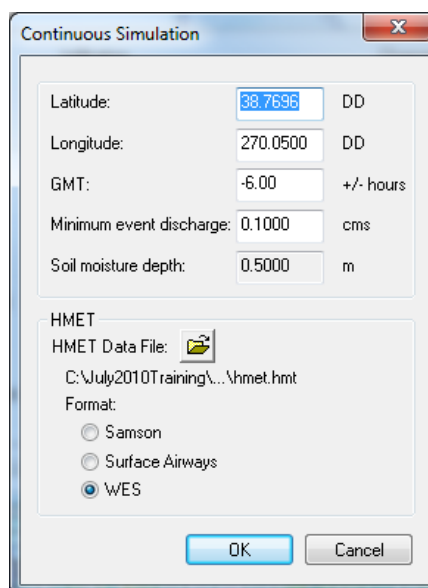 Continuous Simulation
Latitude: 38.7696 DD
Longitude: 270.0500 DD
GMT: -6.00 +/- hours
Minimum event discharge: 0.1000 cms
Soil moisture depth: 0.5000 m
HMET
HMET Data File:
C:\July2010Training\...\hmet.hmt
Format:
Samson
Surface Airways
WES
OK Cancel